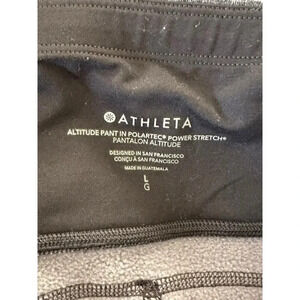 ATHLETA
ALTITUDE PANT IN POLARTEC® POWER STRETCH®
PANTALON ALTITUDE
DESIGNED IN SAN FRANCISCO
CONÇU À SAN FRANCISCO
MADE IN GUATEMALA
L
G